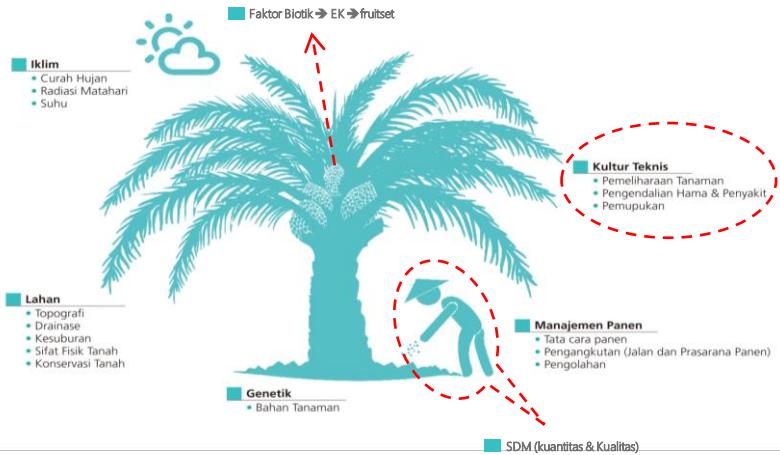 Faktor Biotik → EK → fruitset
Iklim
• Curah Hujan
• Radiasi Matahari
• Suhu
Kultur Teknis
• Pemeliharaan Tanaman
• Pengendalian Hama & Penyakit
• Pemupukan
Lahan
• Topografi
• Drainase
• Kesuburan
• Sifat Fisik Tanah
• Konservasi Tanah
Manajemen Panen
• Tata cara panen
• Pengangkutan (Jalan dan Prasarana Panen)
• Pengolahan
Genetik
• Bahan Tanaman
SDM (kuantitas & Kualitas)